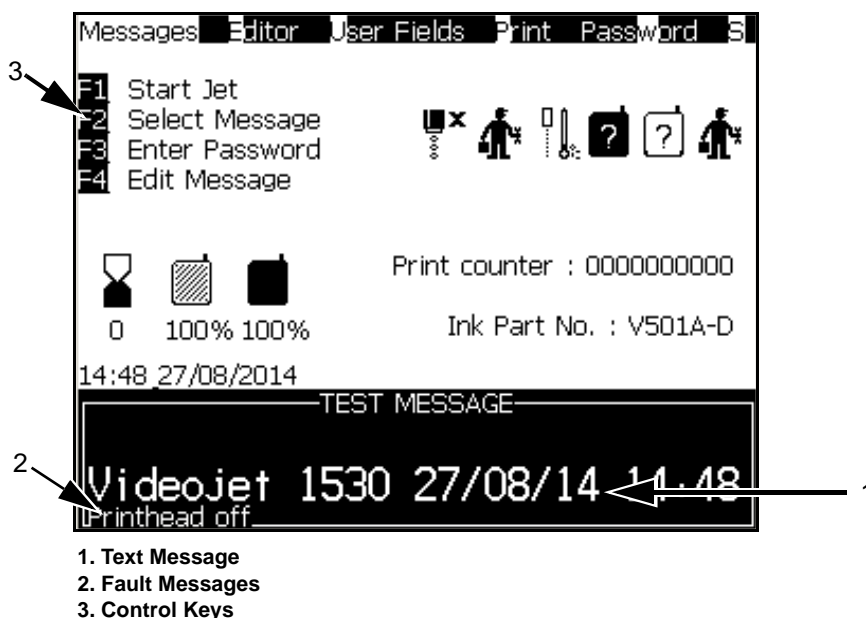 Messages Editor User Fields Print Password S
F1 Start Jet
F2 Select Message
F3 Enter Password
F4 Edit Message
3
? ?
Print counter : 0000000000
0 100% 100%
Ink Part No. : V501A-D
14:48 27/08/2014
TEST MESSAGE
2
Videojet 1530 27/08/14 14:48
Printhead off
1. Text Message
2. Fault Messages
3. Control Keys